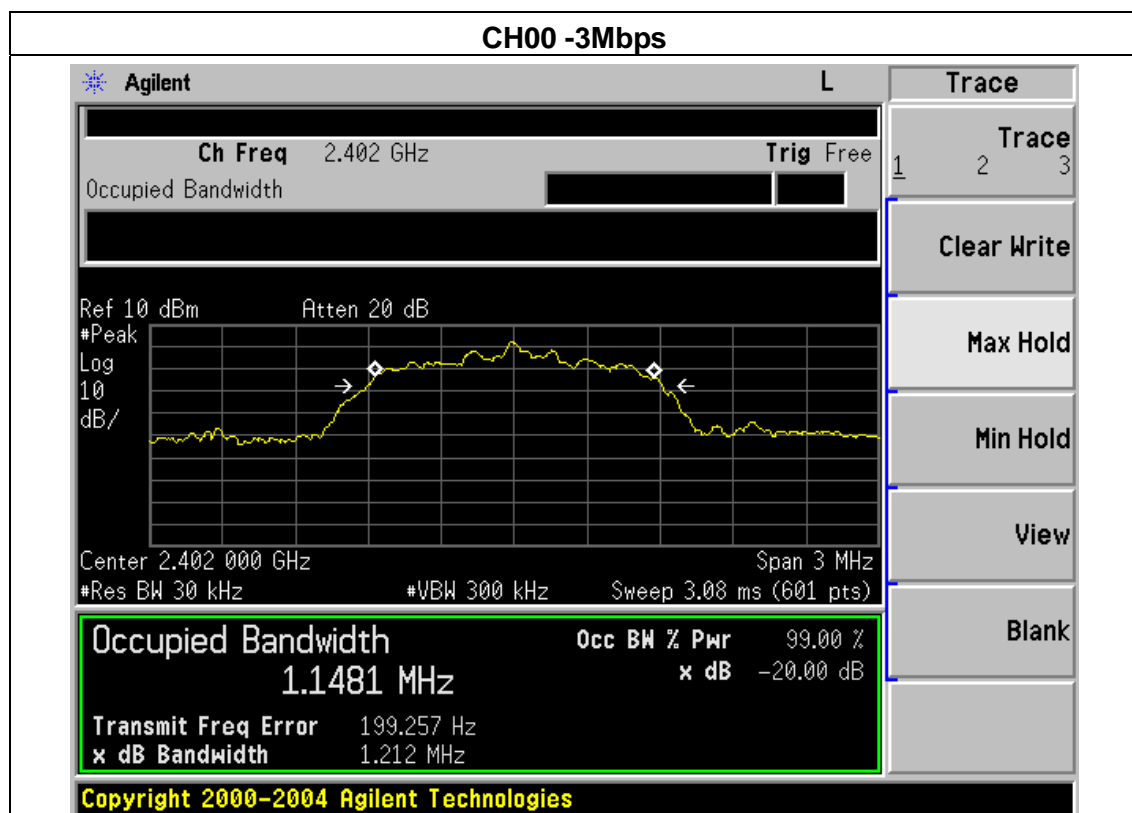 CH00 -3Mbps
Agilent L Trace
Ch Freq 2.402 GHz Trig Free
Trace
1 2 3
Occupied Bandwidth
Clear Write
Ref 10 dBm Atten 20 dB
#Peak
Log
10
dB/
Max Hold
Min Hold
View
Center 2.402 000 GHz Span 3 MHz
#Res BW 30 kHz #VBW 300 kHz Sweep 3.08 ms (601 pts)
Blank
Occupied Bandwidth Occ BW % Pwr 99.00 %
1.1481 MHz x dB -20.00 dB
Transmit Freq Error 199.257 Hz
x dB Bandwidth 1.212 MHz
Copyright 2000-2004 Agilent Technologies